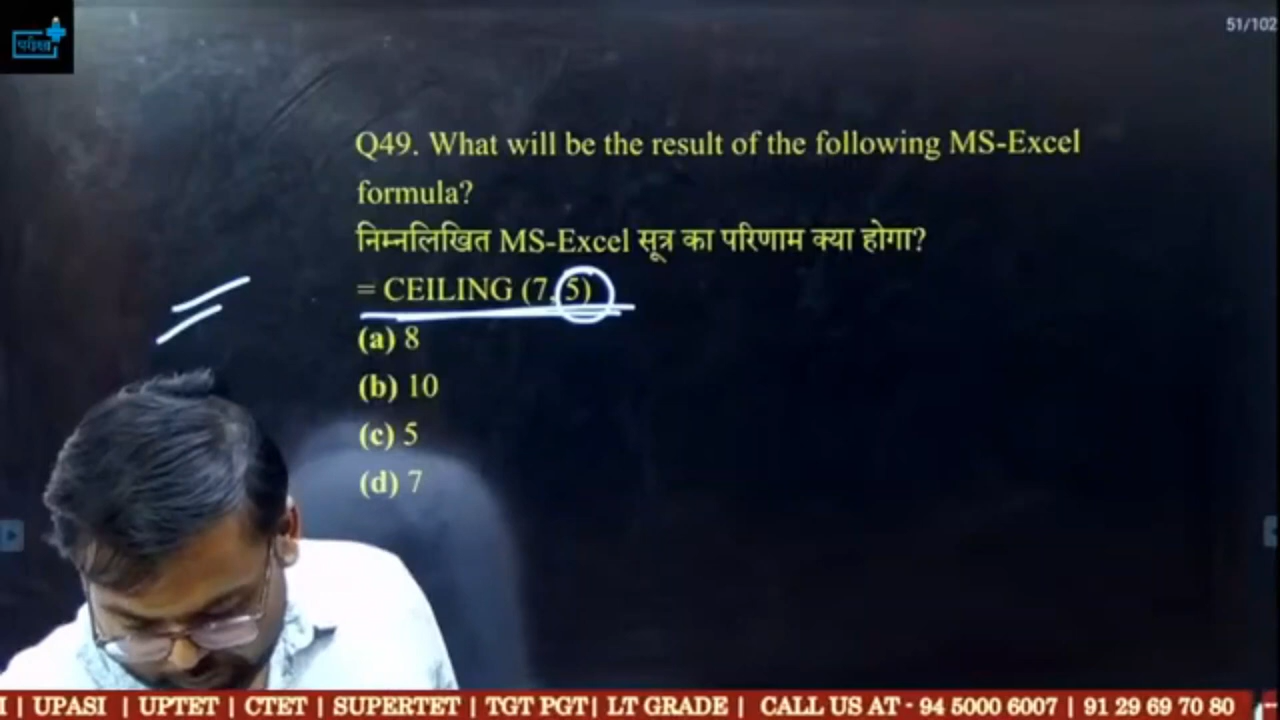 परीक्षा
51/102
Q49. What will be the result of the following MS-Excel
formula?
निम्नलिखित MS-Excel सूत्र का परिणाम क्या होगा?
= CEILING (7, 5)
(a) 8
(b) 10
(c) 5
(d) 7
| UPASI | UPTET | CTET | SUPERTET | TGT PGT| LT GRADE | CALL US AT - 94 5000 6007 | 91 29 69 70 80